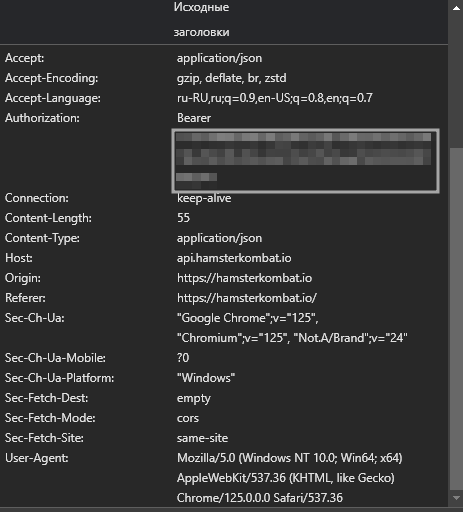 Исходные
заголовки
Accept: application/json
Accept-Encoding: gzip, deflate, br, zstd
Accept-Language: ru-RU,ru;q=0.9,en-US;q=0.8,en;q=0.7
Authorization: Bearer
Connection: keep-alive
Content-Length: 55
Content-Type: application/json
Host: api.hamsterkombat.io
Origin: https://hamsterkombat.io
Referer: https://hamsterkombat.io/
Sec-Ch-Ua: "Google Chrome";v="125",
"Chromium";v="125", "Not.A/Brand";v="24"
Sec-Ch-Ua-Mobile: ?0
Sec-Ch-Ua-Platform: "Windows"
Sec-Fetch-Dest: empty
Sec-Fetch-Mode: cors
Sec-Fetch-Site: same-site
User-Agent: Mozilla/5.0 (Windows NT 10.0; Win64; x64)
AppleWebKit/537.36 (KHTML, like Gecko)
Chrome/125.0.0.0 Safari/537.36